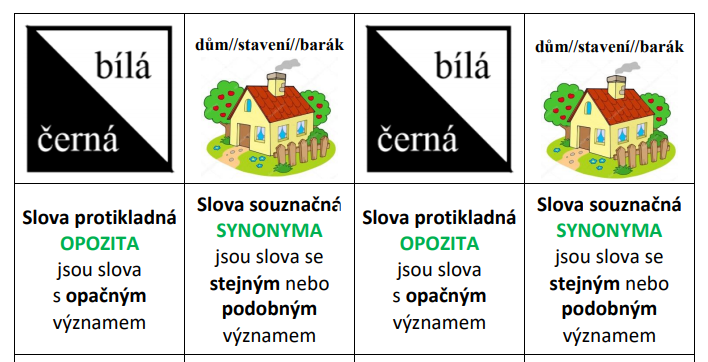 bílá
černá
dům//stavení//barák
bílá
černá
dům//stavení//barák
Slova protikladná
OPOZITA
jsou slova
s opačným
významem
Slova souznačná
SYNONYMA
jsou slova se
stejným nebo
podobným
významem
Slova protikladná
OPOZITA
jsou slova
s opačným
významem
Slova souznačná
SYNONYMA
jsou slova se
stejným nebo
podobným
významem